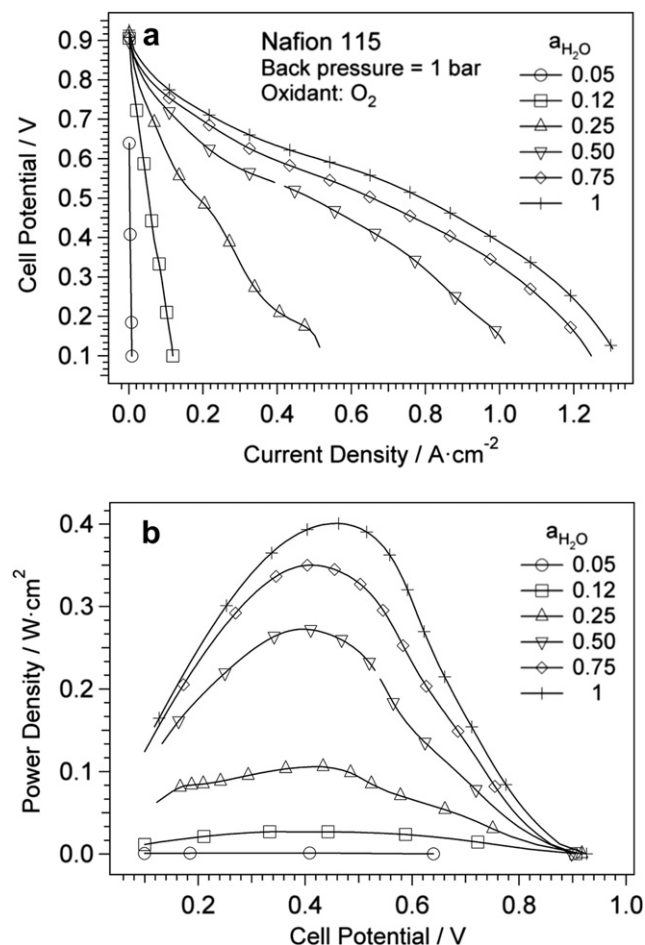 a
Nafion 115
Back pressure = 1 bar
Oxidant: O₂
a_H₂O
0.05
0.12
0.25
0.50
0.75
1
0.9
0.8
0.7
0.6
0.5
0.4
0.3
0.2
0.1
Cell Potential / V
0.0 0.2 0.4 0.6 0.8 1.0 1.2
Current Density / A·cm⁻²
b
a_H₂O
0.05
0.12
0.25
0.50
0.75
1
0.4
0.3
0.2
0.1
0.0
Power Density / W·cm²
0.2 0.4 0.6 0.8 1.0
Cell Potential / V